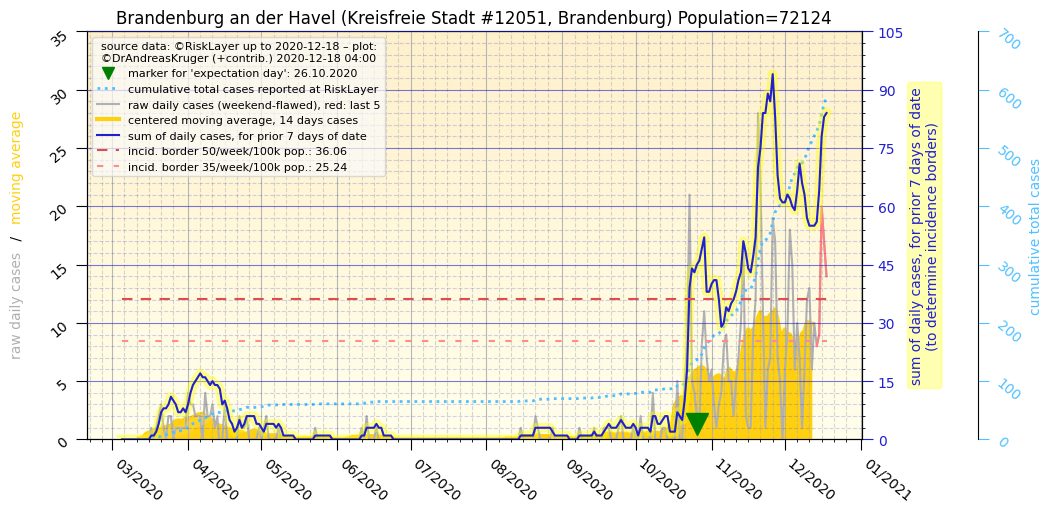 Brandenburg an der Havel (Kreisfreie Stadt #12051, Brandenburg) Population=72124
source data: ©RiskLayer up to 2020-12-18 – plot:
©DrAndreasKruger (+contrib.) 2020-12-18 04:00
marker for 'expectation day': 26.10.2020
cumulative total cases reported at RiskLayer
raw daily cases (weekend-flawed), red: last 5
centered moving average, 14 days cases
sum of daily cases, for prior 7 days of date
incid. border 50/week/100k pop.: 36.06
incid. border 35/week/100k pop.: 25.24
raw daily cases / moving average
35
30
25
20
15
10
5
0
03/2020
04/2020
05/2020
06/2020
07/2020
08/2020
09/2020
10/2020
11/2020
12/2020
01/2021
105
90
75
60
45
30
15
0
sum of daily cases, for prior 7 days of date
(to determine incidence borders)
700
600
500
400
300
200
100
0
cumulative total cases